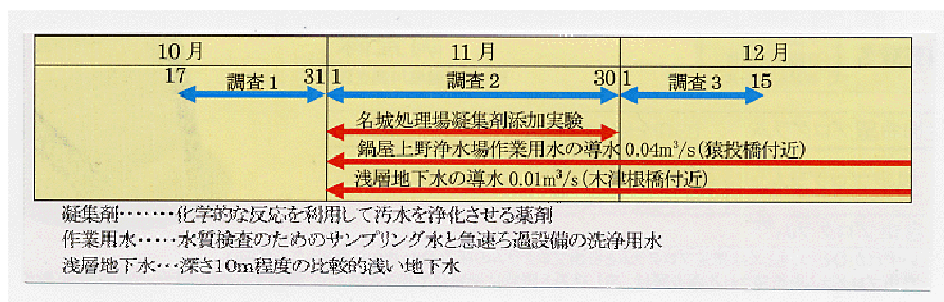 10月 11月 12月
17 調査1 31 1 調査2 30 1 調査3 15
名城処理場凝集剤添加実験
鍋屋上野浄水場作業用水の導水 0.04m³/s(猿投橋付近)
浅層地下水の導水 0.01m³/s(木津根橋付近)
凝集剤・・・・・・・化学的な反応を利用して汚水を浄化させる薬剤
作業用水・・・・・水質検査のためのサンプリング水と急速ろ過設備の洗浄用水
浅層地下水・・・深さ10m程度の比較的浅い地下水